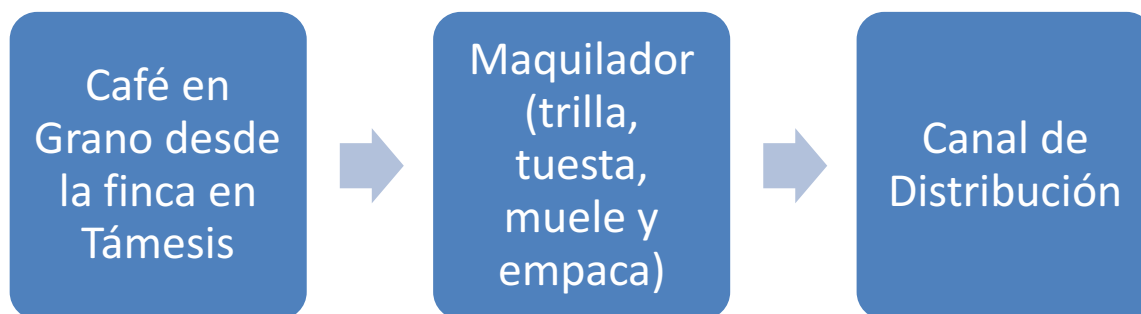 Café en
Grano desde
la finca en
Támesis
Maquilador
(trilla,
tuesta,
muele y
empaca)
Canal de
Distribución